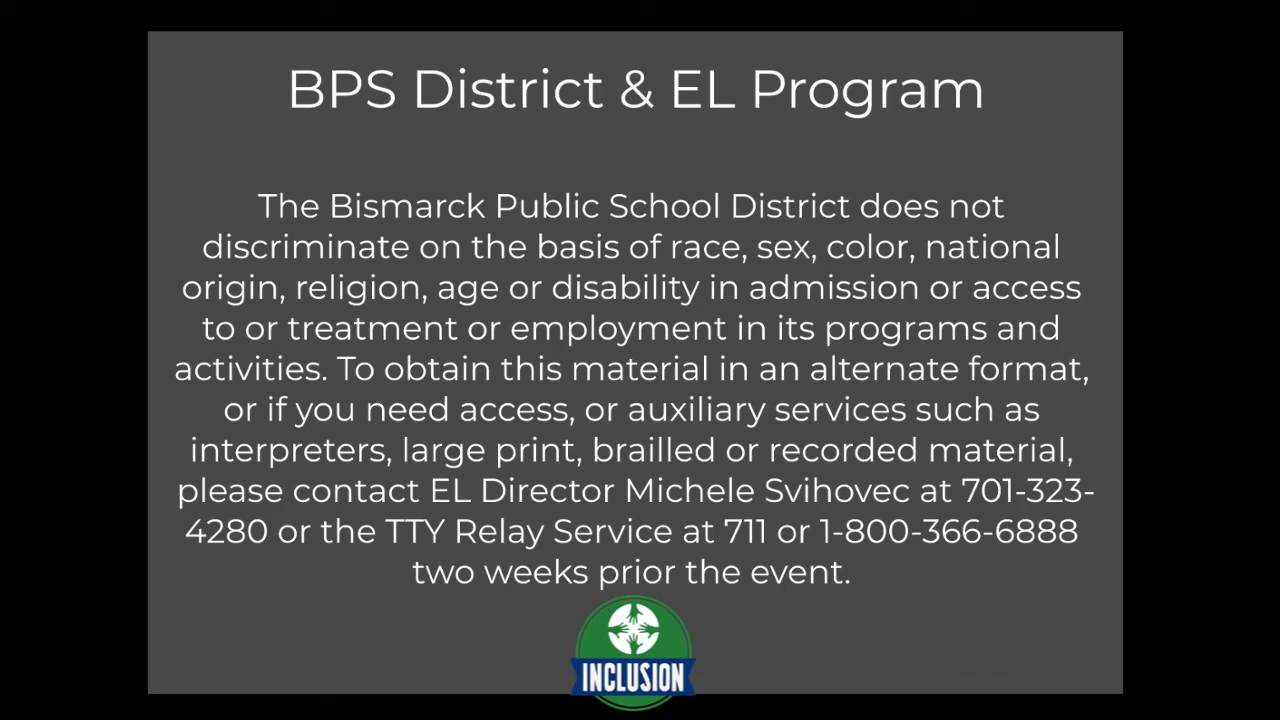 BPS District & EL Program
The Bismarck Public School District does not
discriminate on the basis of race, sex, color, national
origin, religion, age or disability in admission or access
to or treatment or employment in its programs and
activities. To obtain this material in an alternate format,
or if you need access, or auxiliary services such as
interpreters, large print, brailled or recorded material,
please contact EL Director Michele Svihovec at 701-323-
4280 or the TTY Relay Service at 711 or 1-800-366-6888
two weeks prior the event.
INCLUSION